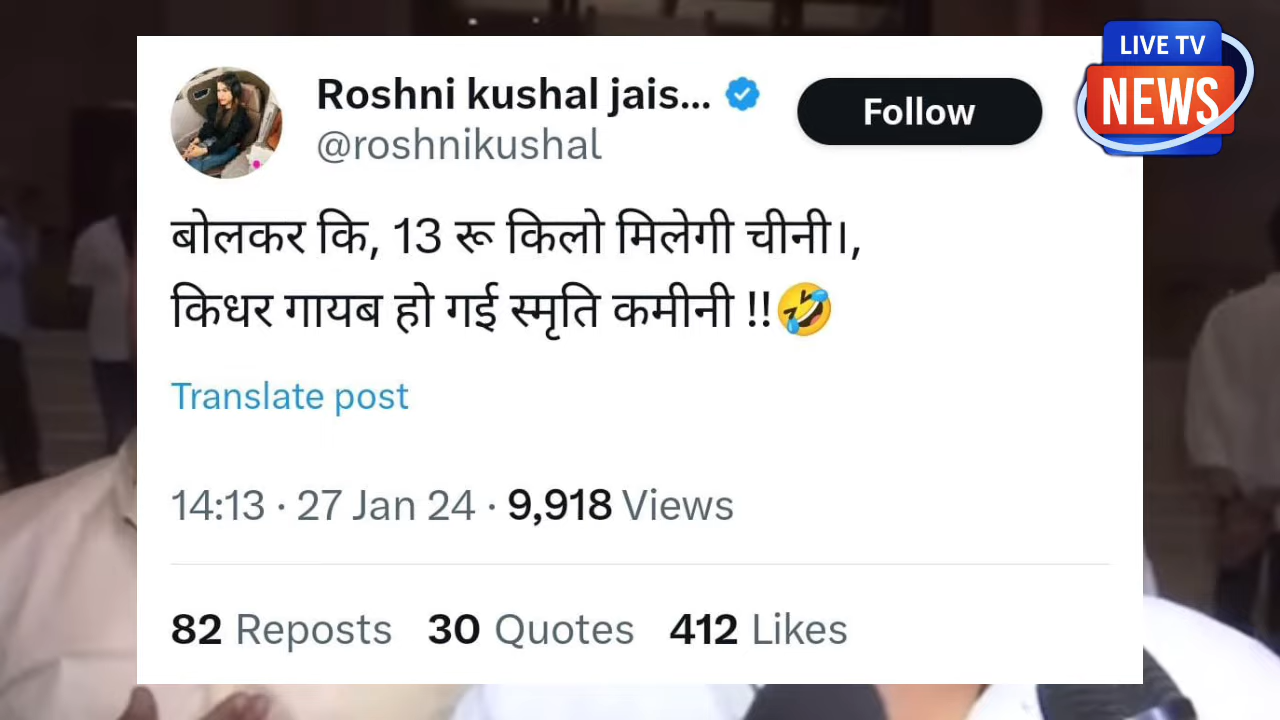 LIVE TV
NEWS
Roshni kushal jais...
@roshnikushal
Follow
बोलकर कि, 13 रू किलो मिलेगी चीनी।,
किधर गायब हो गई स्मृति कमीनी !!🤣
Translate post
14:13 · 27 Jan 24 · 9,918 Views
82 Reposts 30 Quotes 412 Likes